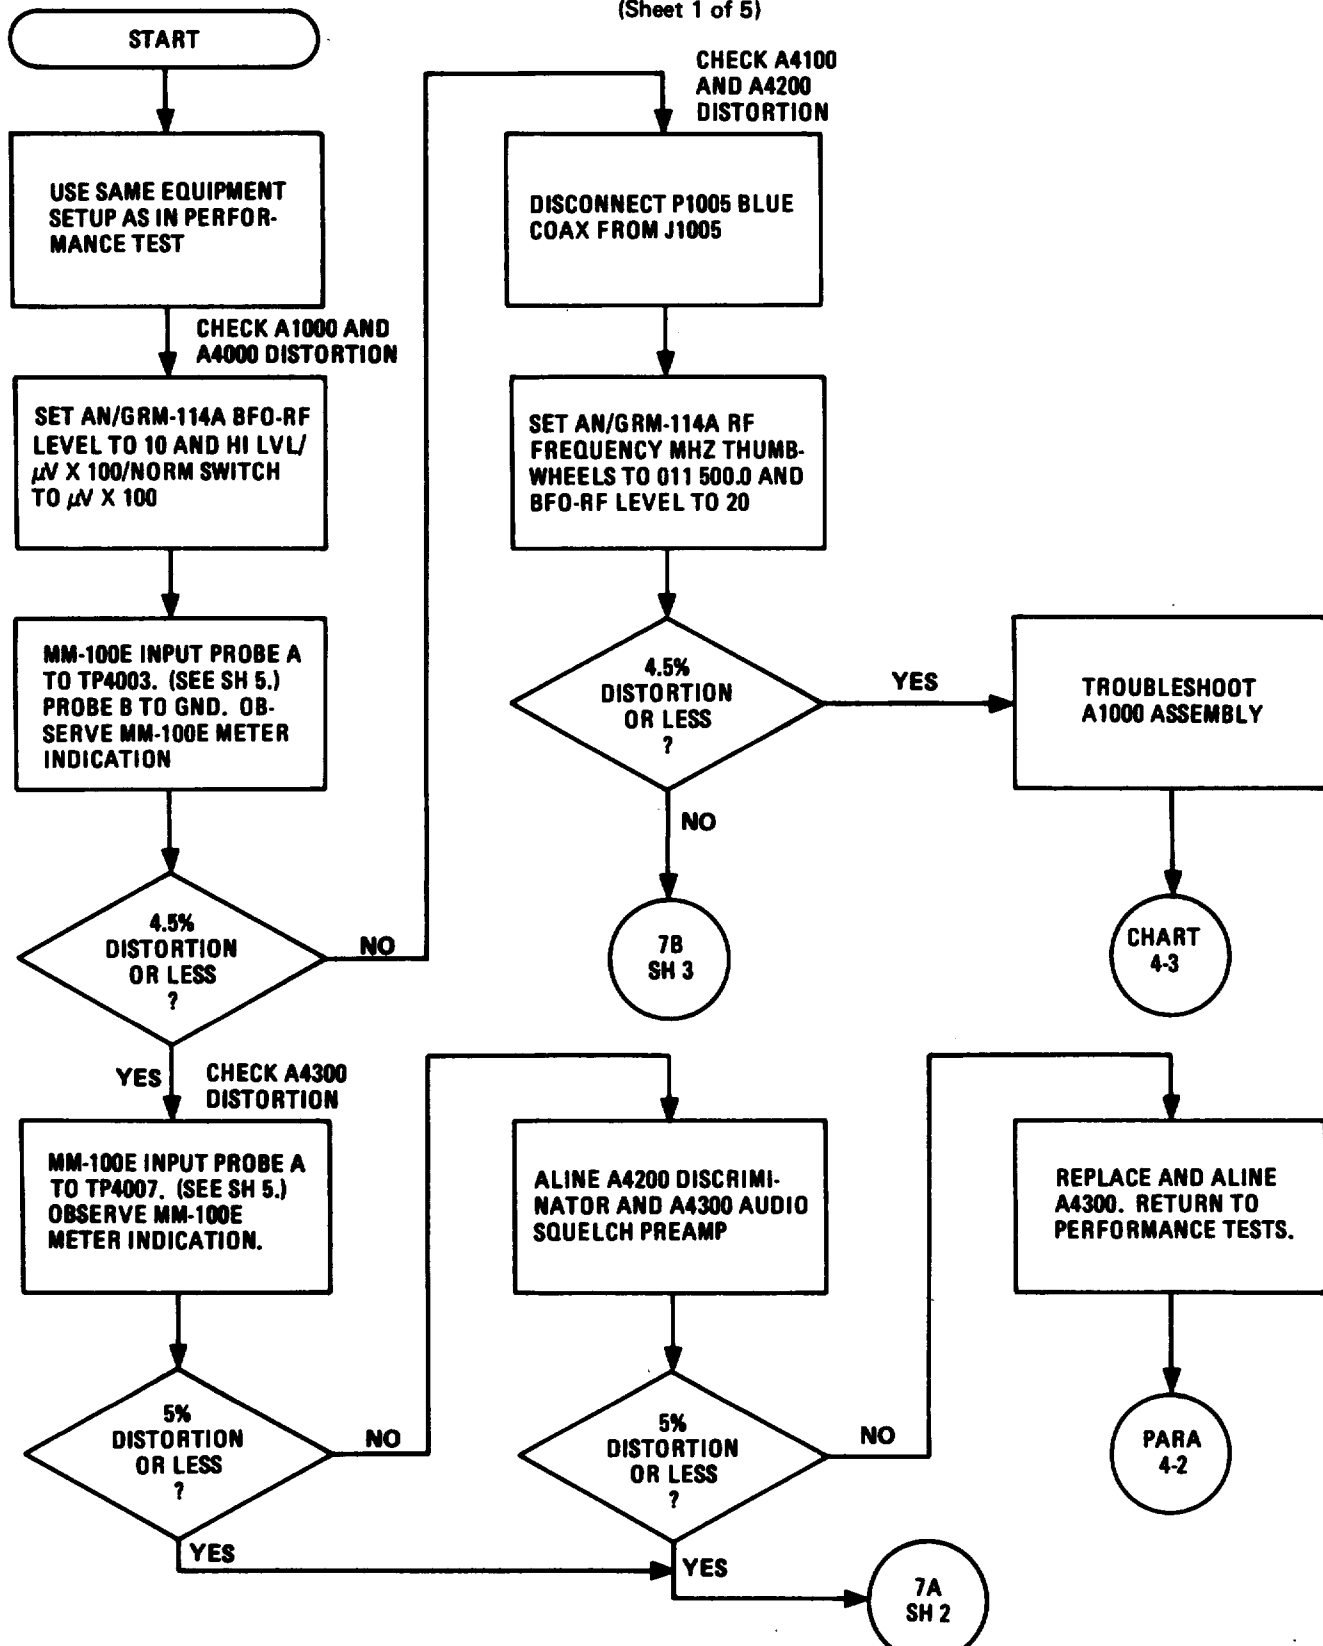 (Sheet 1 of 5)
START
USE SAME EQUIPMENT
SETUP AS IN PERFOR-
MANCE TEST
CHECK A1000 AND
A4000 DISTORTION
SET AN/GRM-114A BFO-RF
LEVEL TO 10 AND HI LVL/
μV X 100/NORM SWITCH
TO μV X 100
MM-100E INPUT PROBE A
TO TP4003. (SEE SH 5.)
PROBE B TO GND. OB-
SERVE MM-100E METER
INDICATION
4.5%
DISTORTION
OR LESS
?
NO
YES
CHECK A4100
AND A4200
DISTORTION
DISCONNECT P1005 BLUE
COAX FROM J1005
SET AN/GRM-114A RF
FREQUENCY MHZ THUMB-
WHEELS TO 011 500.0 AND
BFO-RF LEVEL TO 20
4.5%
DISTORTION
OR LESS
?
YES
NO
TROUBLESHOOT
A1000 ASSEMBLY
CHART
4-3
7B
SH 3
CHECK A4300
DISTORTION
MM-100E INPUT PROBE A
TO TP4007. (SEE SH 5.)
OBSERVE MM-100E
METER INDICATION.
5%
DISTORTION
OR LESS
?
NO
YES
ALINE A4200 DISCRIMI-
NATOR AND A4300 AUDIO
SQUELCH PREAMP
5%
DISTORTION
OR LESS
?
NO
YES
REPLACE AND ALINE
A4300. RETURN TO
PERFORMANCE TESTS.
PARA
4-2
7A
SH 2